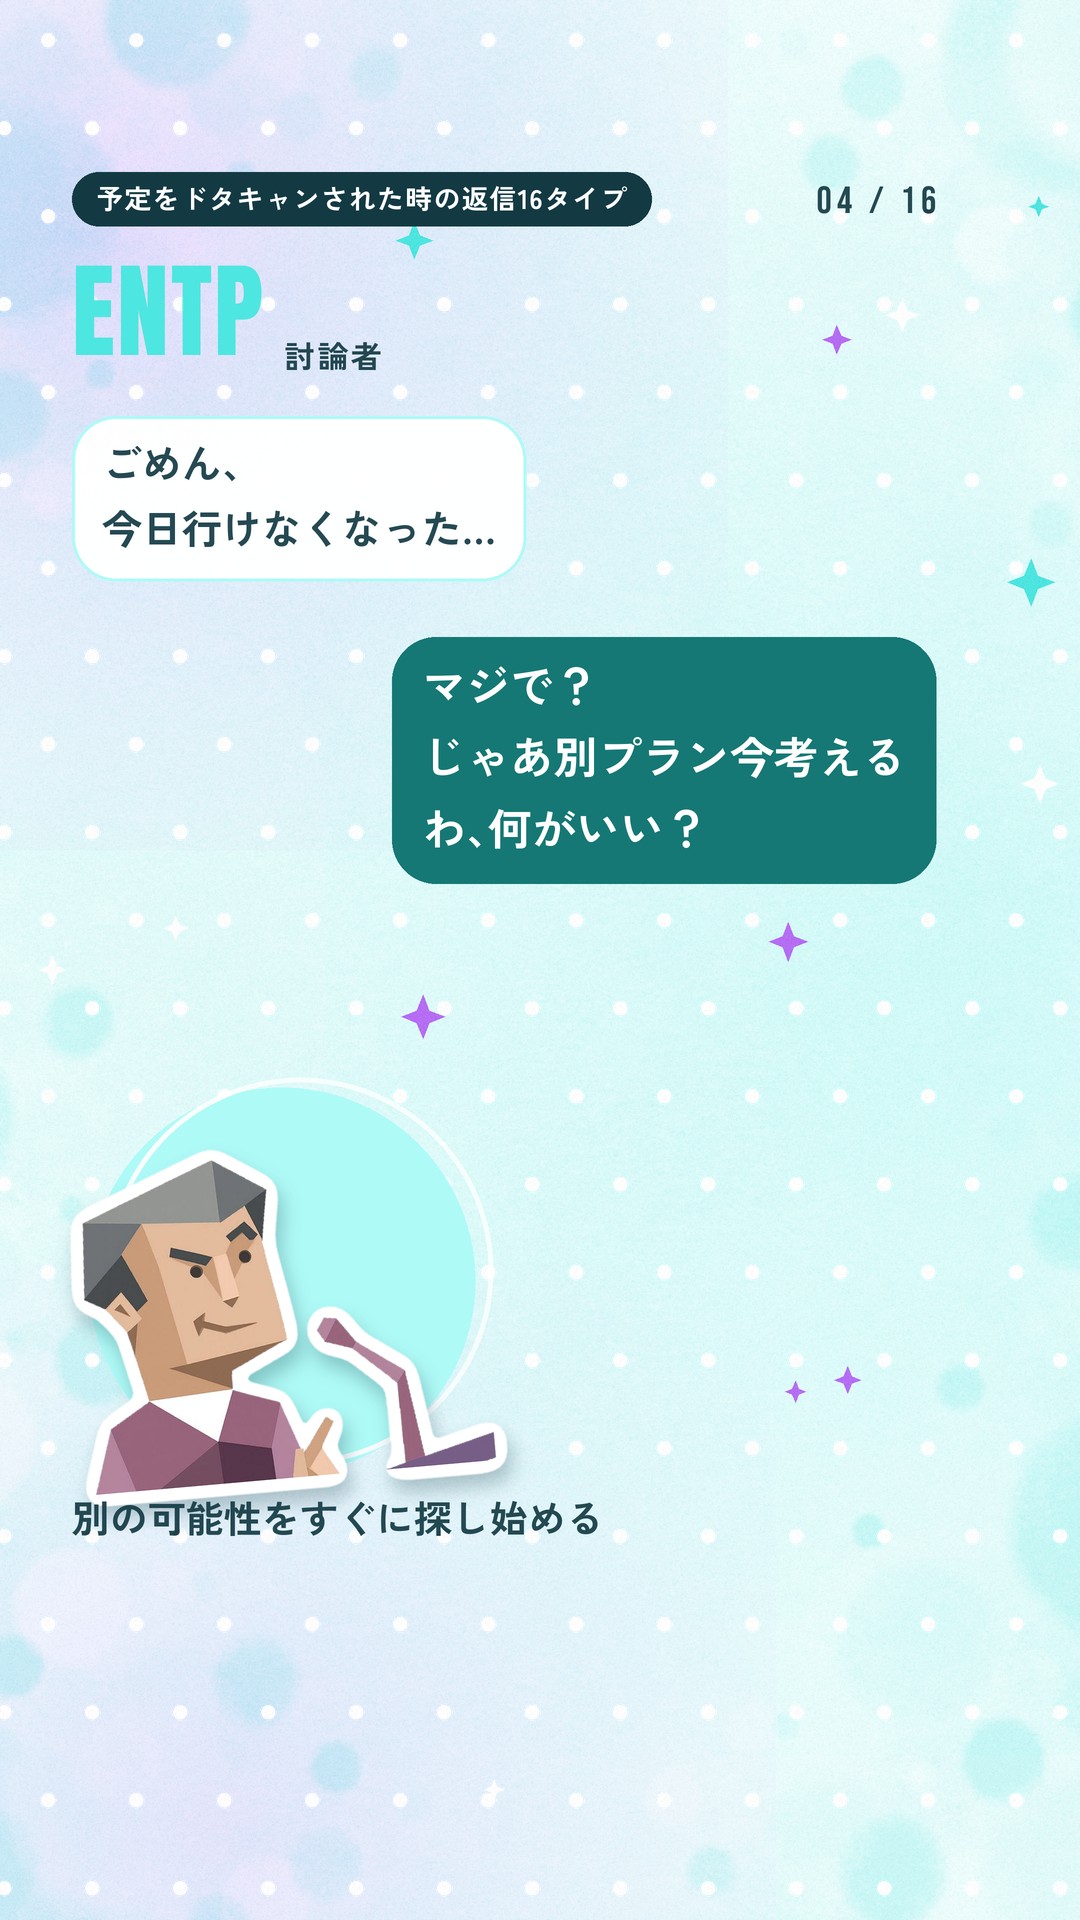 予定をドタキャンされた時の返信16タイプ
04 / 16
ENTP
討論者
ごめん、
今日行けなくなった…
マジで？
じゃあ別プラン今考える
わ、何がいい？
別の可能性をすぐに探し始める